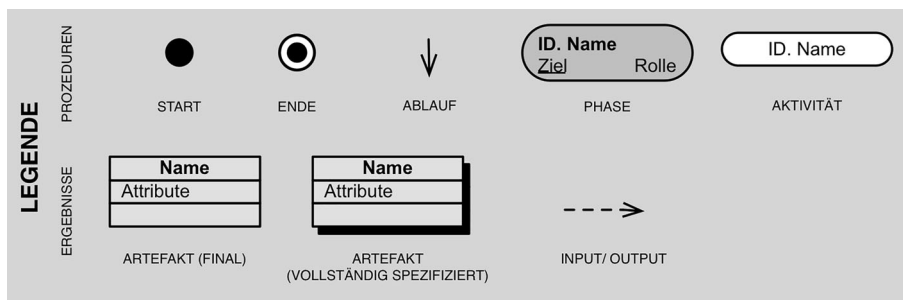 LEGENDE
PROZEDUREN
START
ENDE
ABLAUF
ID. Name
Ziel Rolle
PHASE
ID. Name
AKTIVITÄT
ERGEBNISSE
Name
Attribute
ARTEFAKT (FINAL)
Name
Attribute
ARTEFAKT
(VOLLSTÄNDIG SPEZIFIZIERT)
INPUT/ OUTPUT